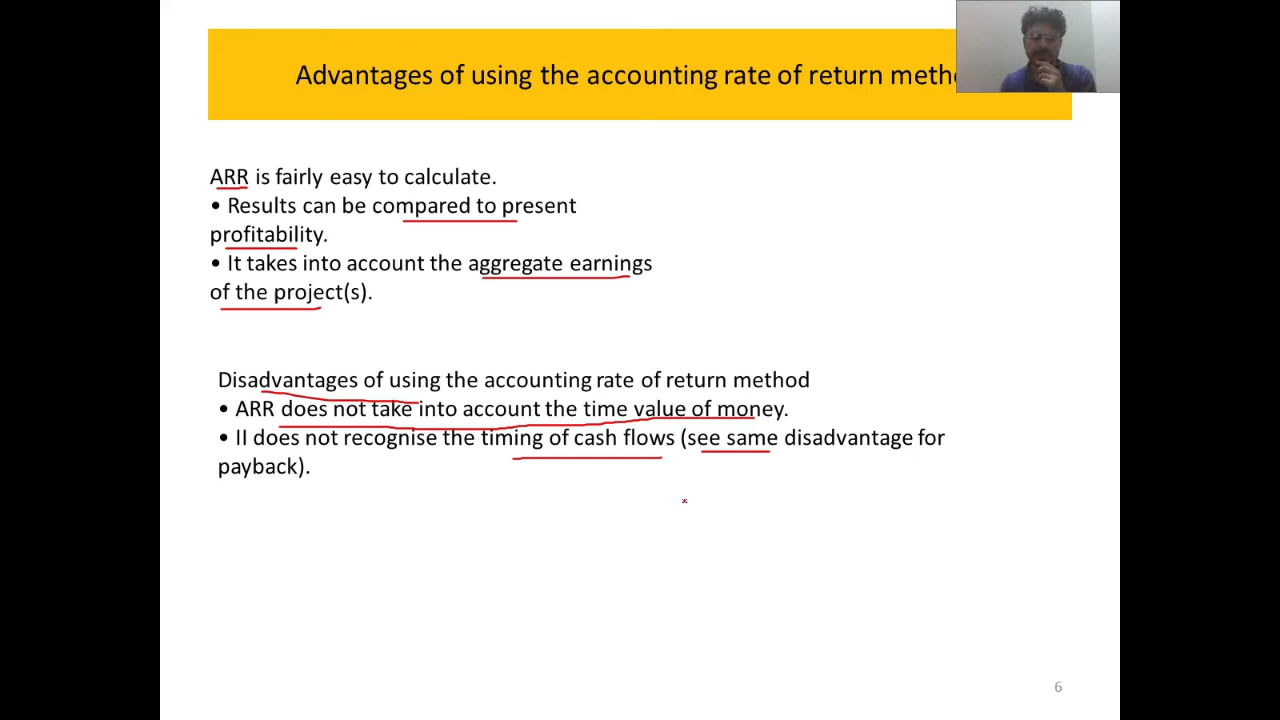 Advantages of using the accounting rate of return
ARR is fairly easy to calculate.
• Results can be compared to present
profitability.
• It takes into account the aggregate earnings
of the project(s).
Disadvantages of using the accounting rate of return method
• ARR does not take into account the time value of money.
• II does not recognise the timing of cash flows (see same disadvantage for
payback).
6